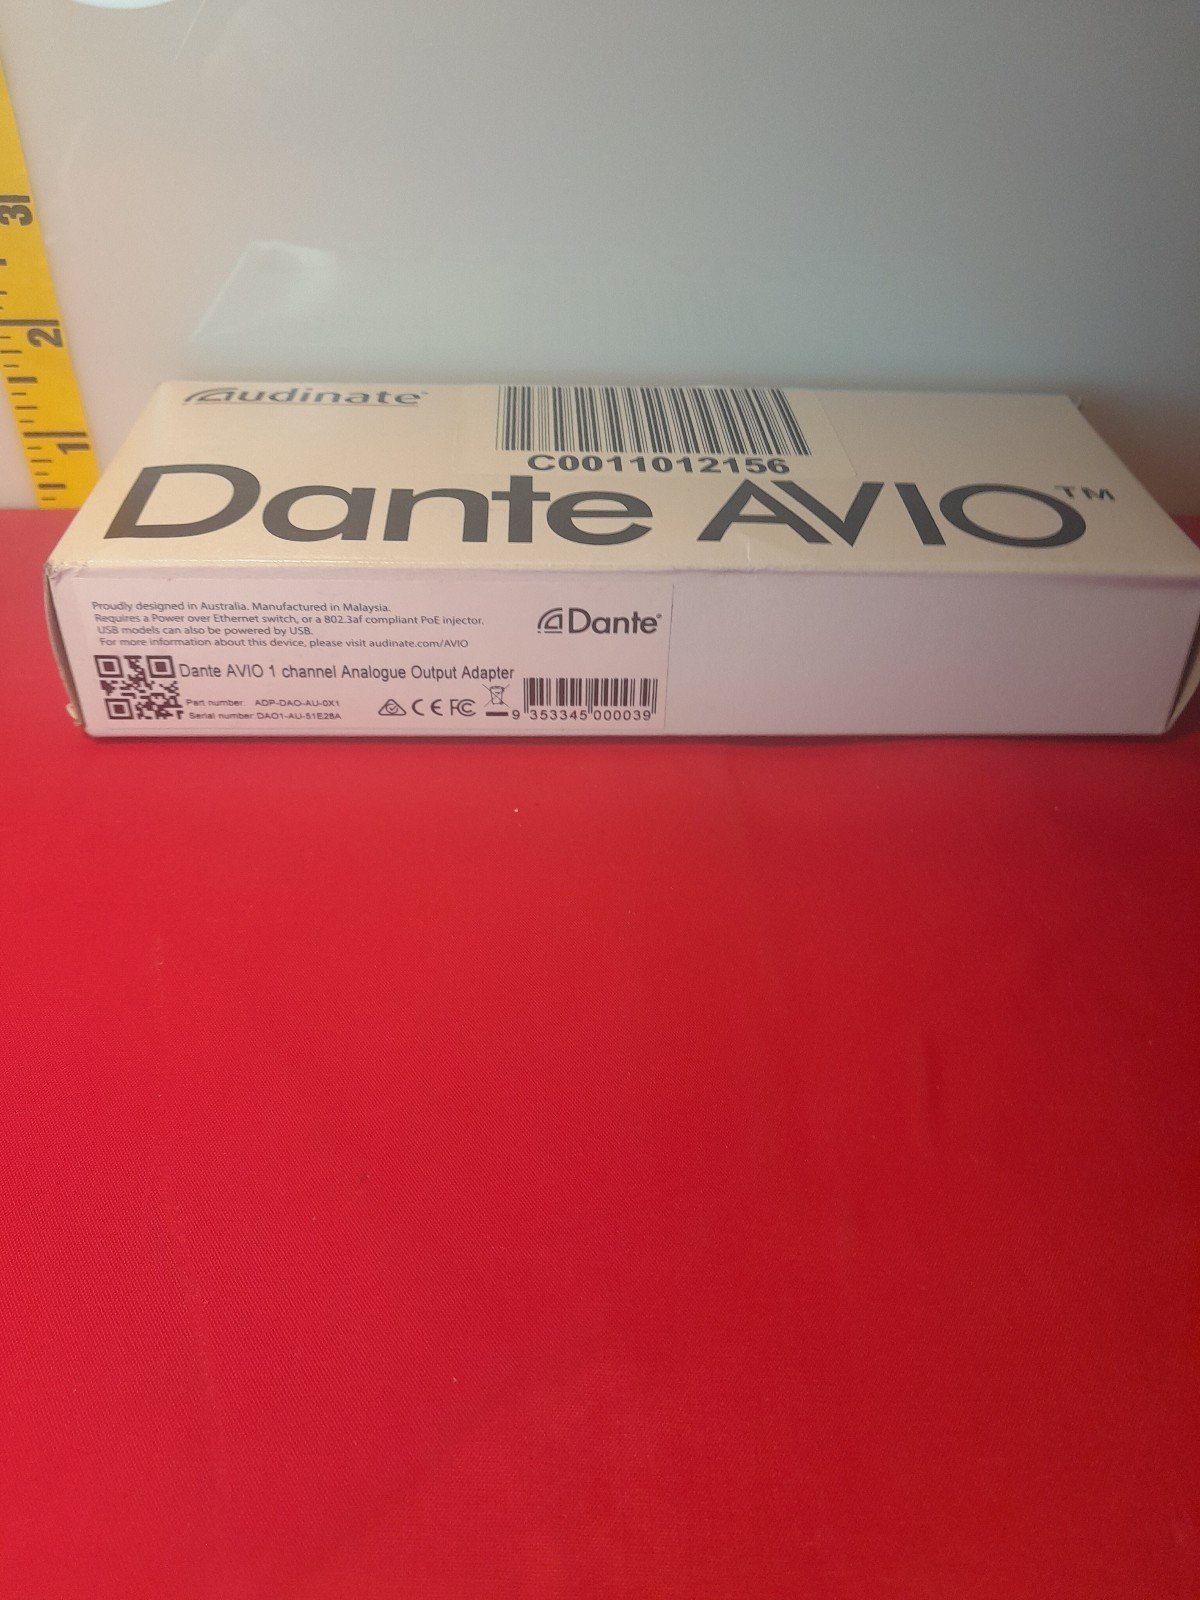 3
2
1
audinate
C0011012156
Dante AVIO™
Proudly designed in Australia. Manufactured in Malaysia.
Requires a Power over Ethernet switch, or a 802.3af compliant PoE injector.
USB models can also be powered by USB.
For more information about this device, please visit audinate.com/AVIO
Dante®
Dante AVIO 1 channel Analogue Output Adapter
Part number: ADP-DAO-AU-0X1
Serial number: DAO1-AU-51E28A
CE FC
9 353345 000039